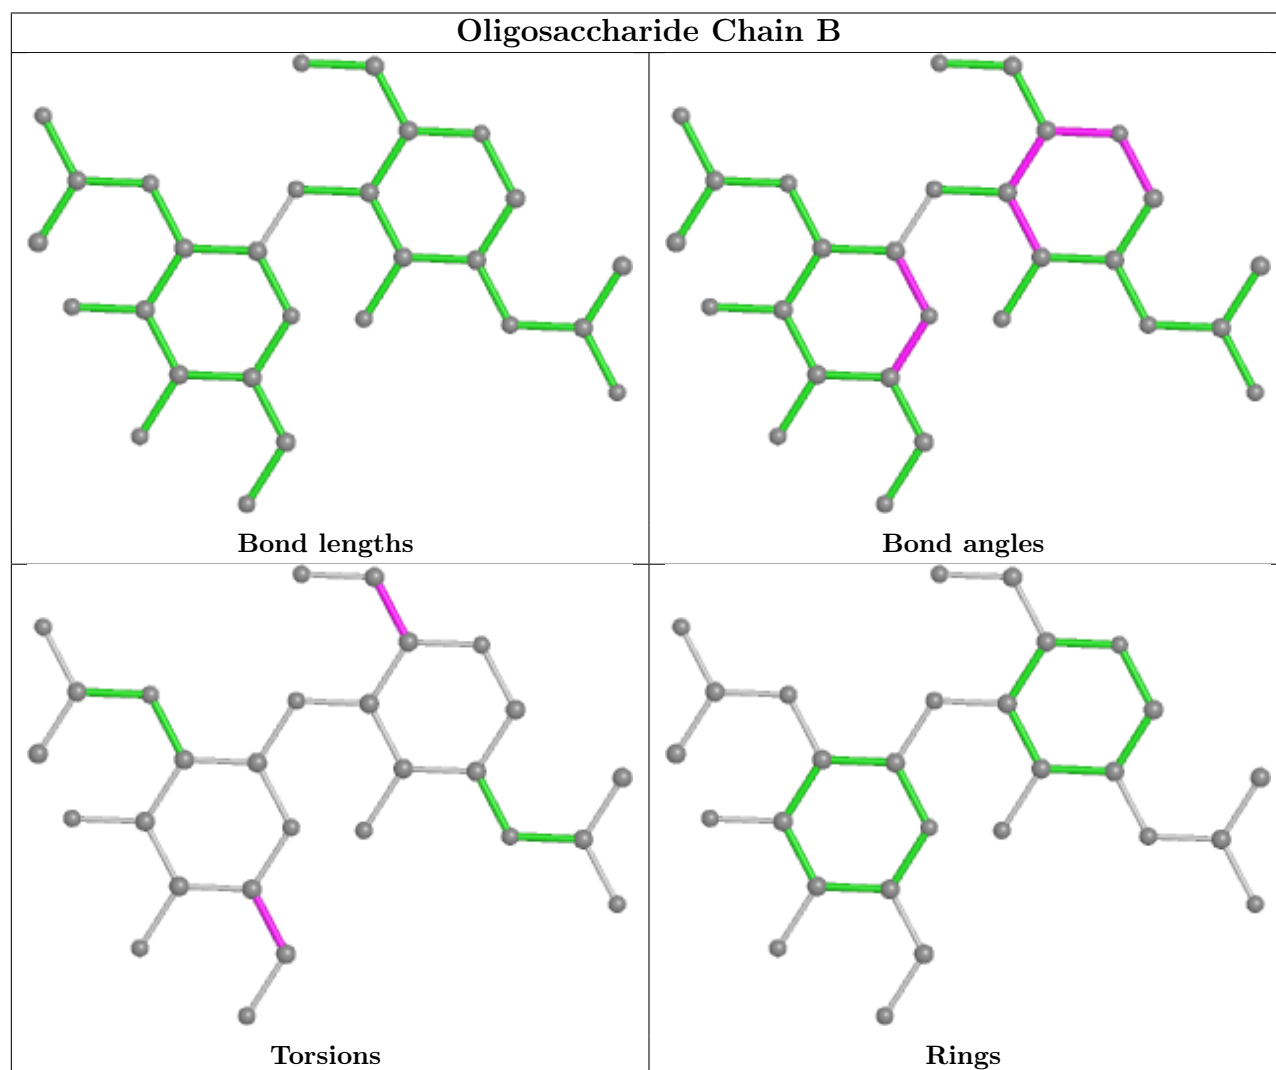 Oligosaccharide Chain B
Bond lengths
Bond angles
Torsions
Rings